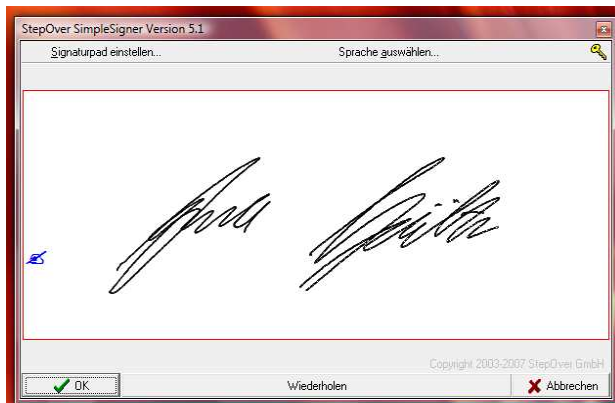 StepOver SimpleSigner Version 5.1
Signaturpad einstellen... Sprache auswählen...
Copyright 2003-2007 StepOver GmbH
OK Wiederholen Abbrechen